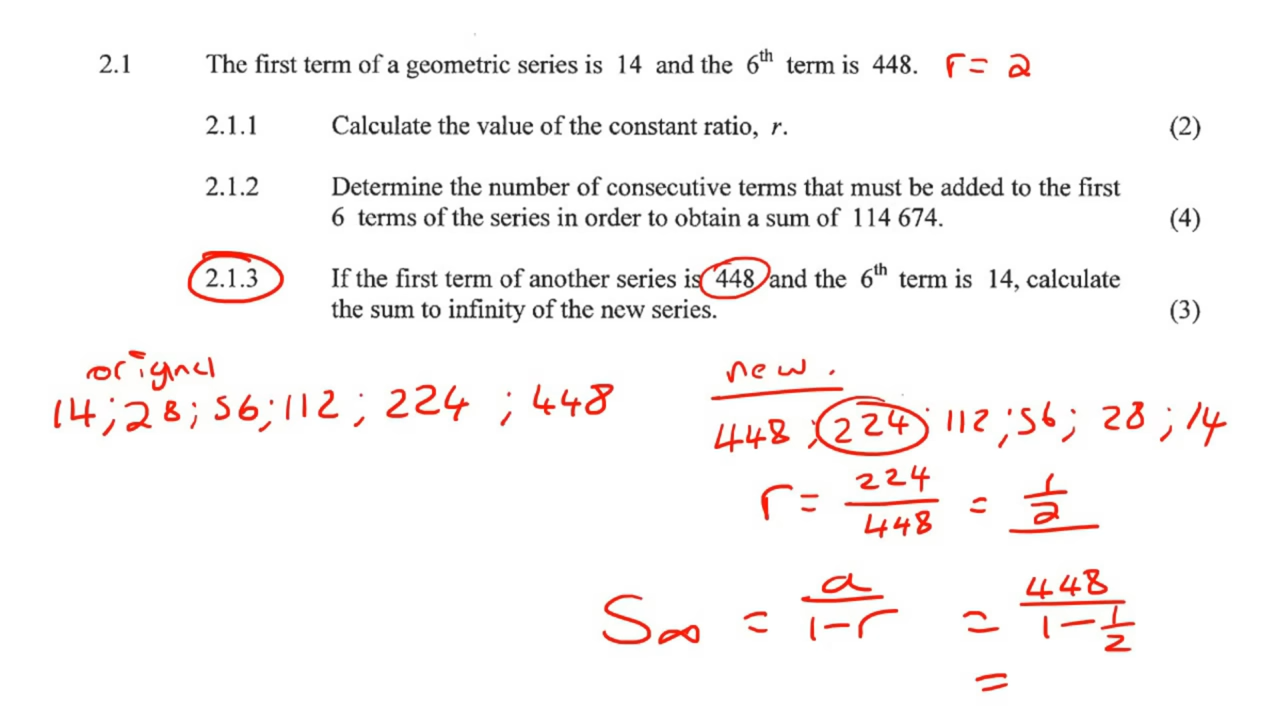 2.1 The first term of a geometric series is 14 and the 6th term is 448. r = 2
2.1.1 Calculate the value of the constant ratio, r. (2)
2.1.2 Determine the number of consecutive terms that must be added to the first
6 terms of the series in order to obtain a sum of 114 674. (4)
2.1.3 If the first term of another series is 448 and the 6th term is 14, calculate
the sum to infinity of the new series. (3)
original
14 ; 28 ; 56 ; 112 ; 224 ; 448
new.
448 ; 224 ; 112 ; 56 ; 28 ; 14
r = 224/448 = 1/2
S∞ = a/(1-r) = 448/(1-1/2)
=